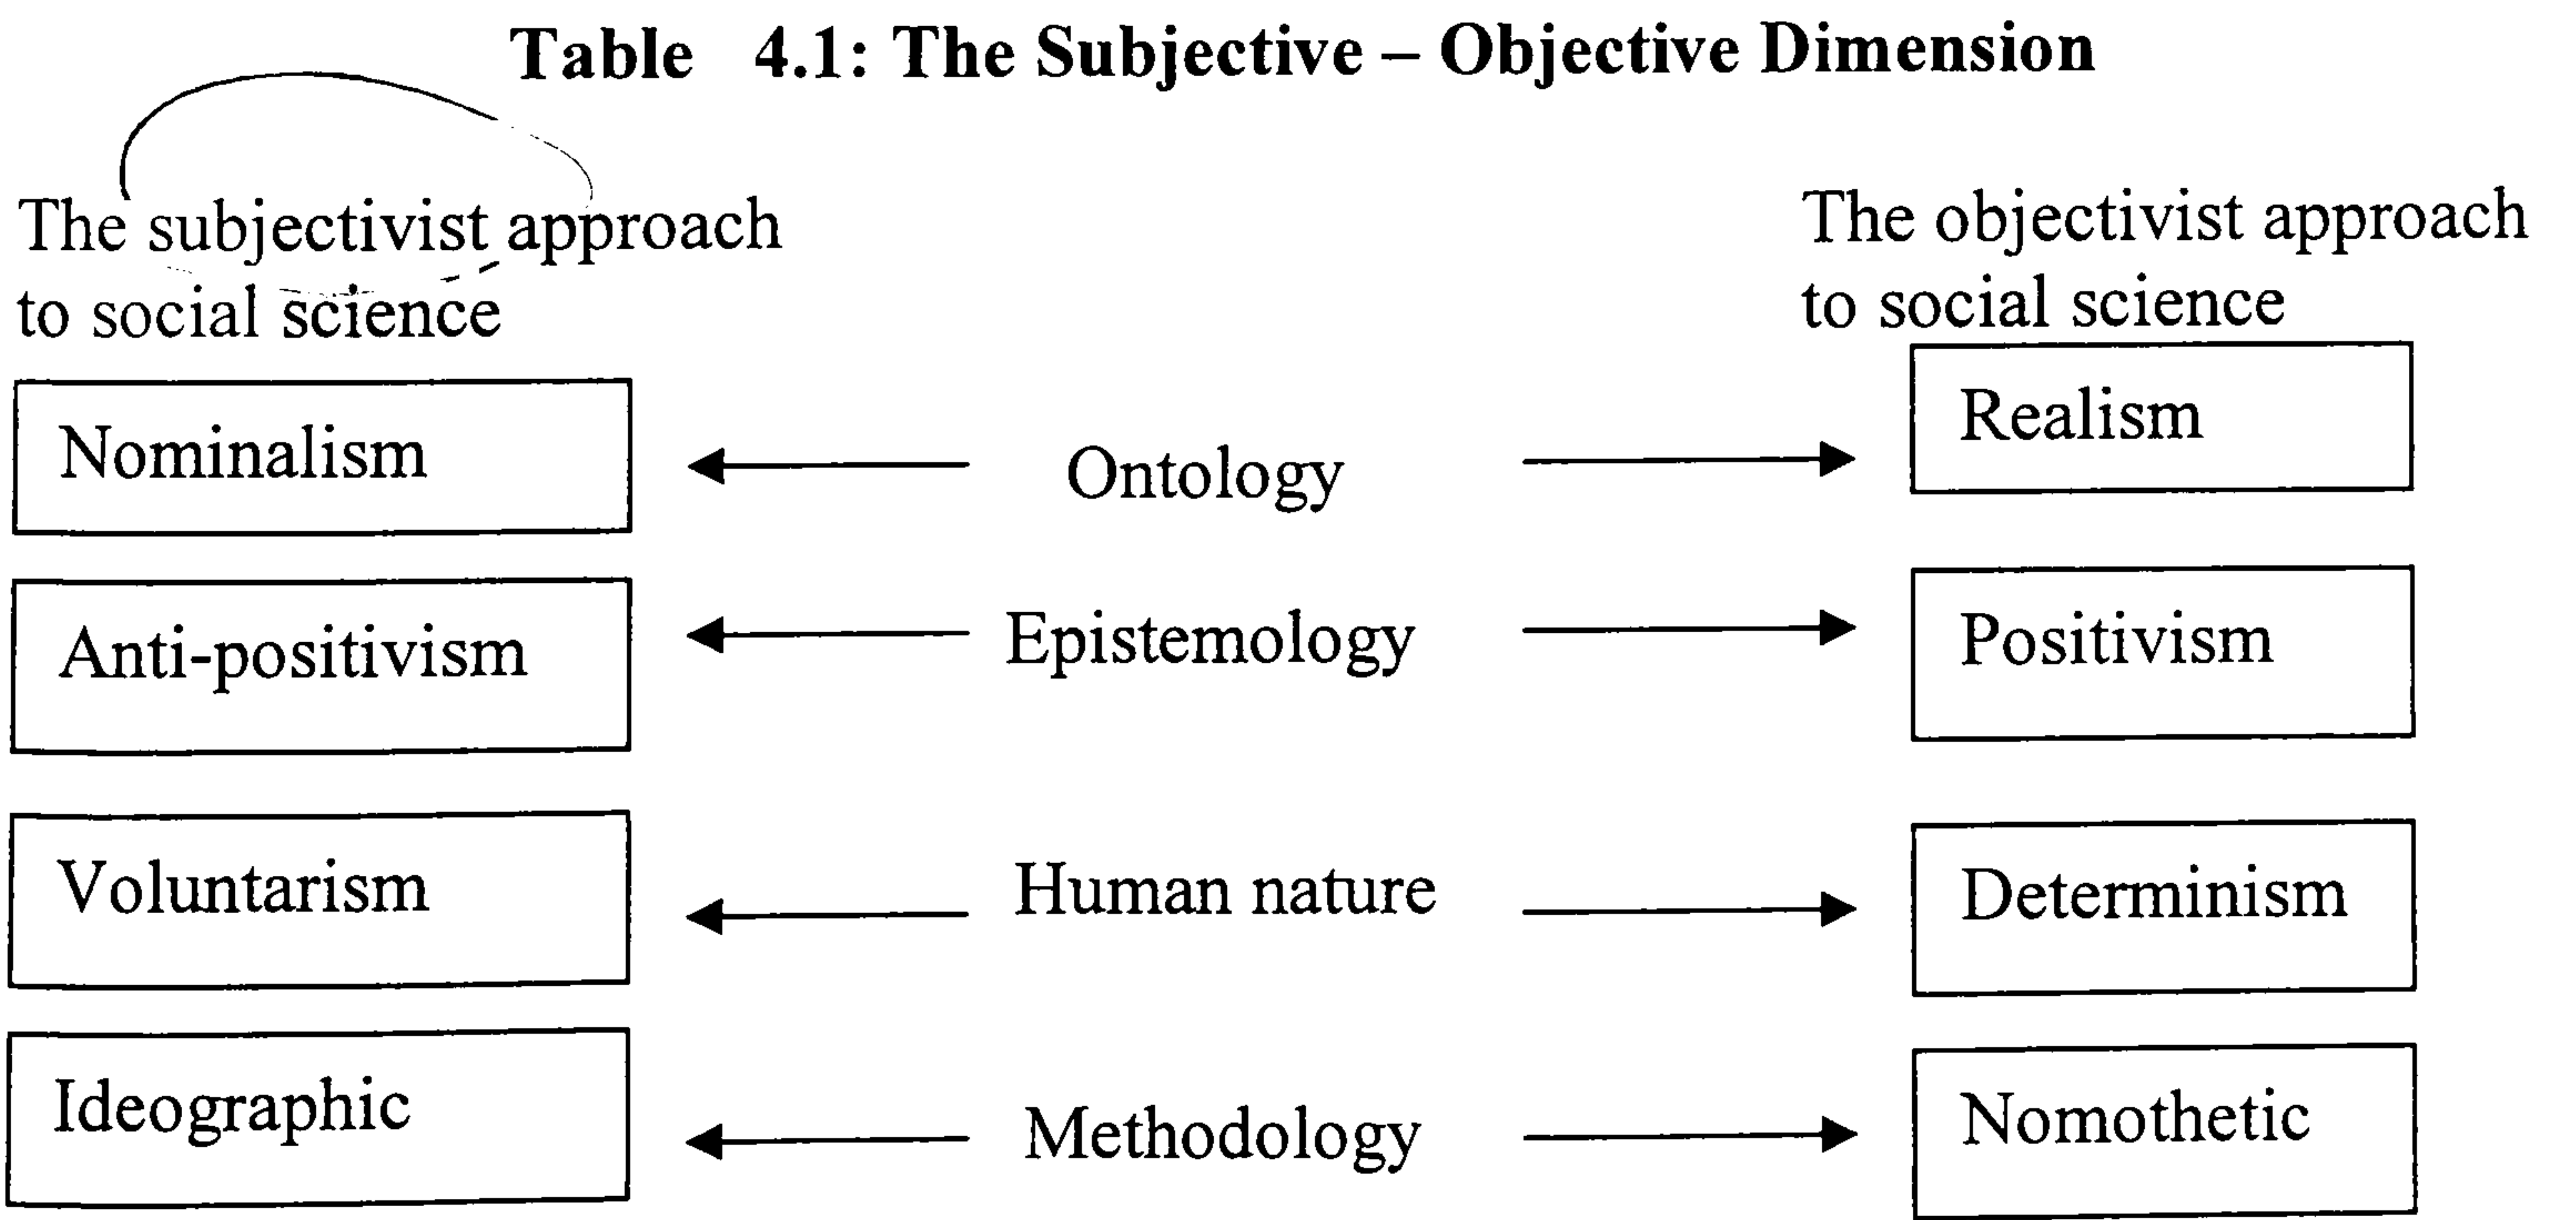 Table 4.1: The Subjective – Objective Dimension
The subjectivist approach
to social science
The objectivist approach
to social science
Nominalism
Ontology
Realism
Anti-positivism
Epistemology
Positivism
Voluntarism
Human nature
Determinism
Ideographic
Methodology
Nomothetic